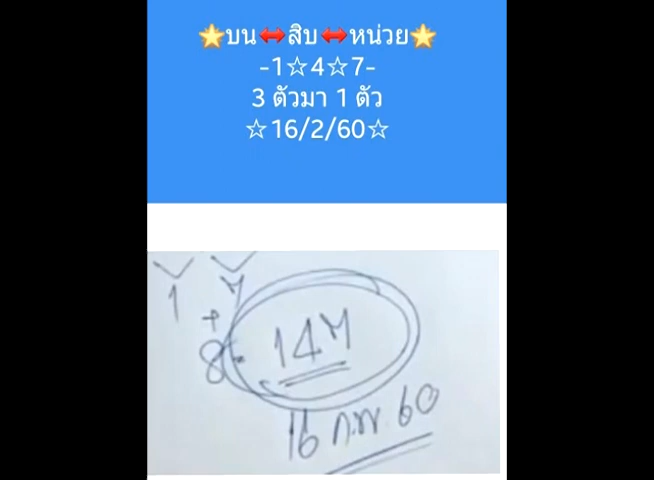 ⭐บน↔สิบ↔หน่วย⭐
-1☆4☆7-
3 ตัวมา 1 ตัว
☆16/2/60☆
1 7
+
8 - 147
16 ก.พ. 60